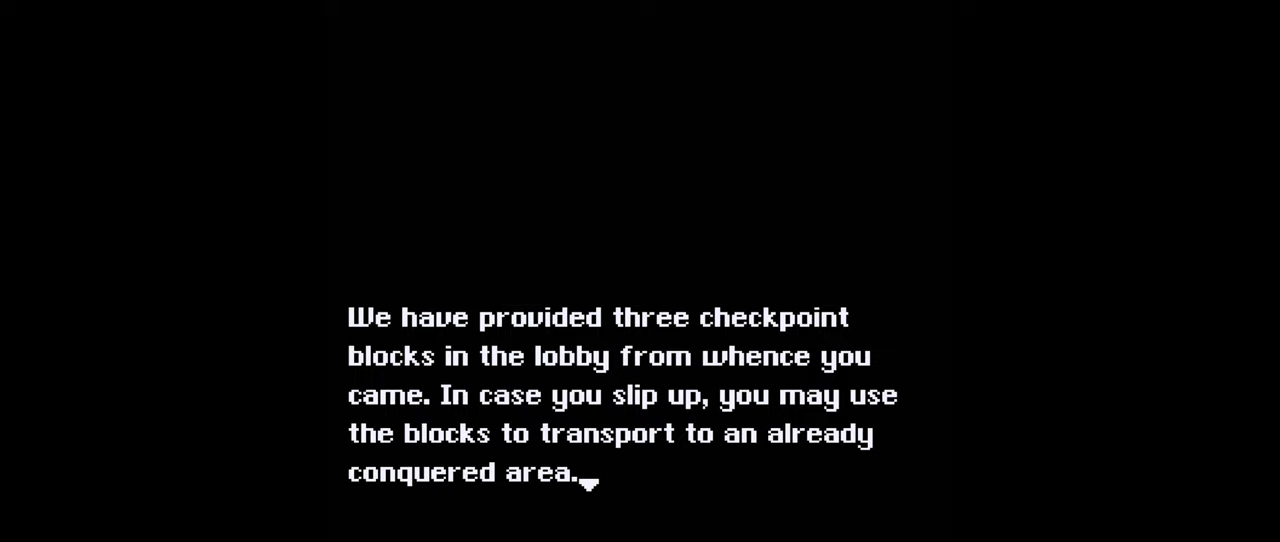 We have provided three checkpoint
blocks in the lobby from whence you
came. In case you slip up, you may use
the blocks to transport to an already
conquered area.